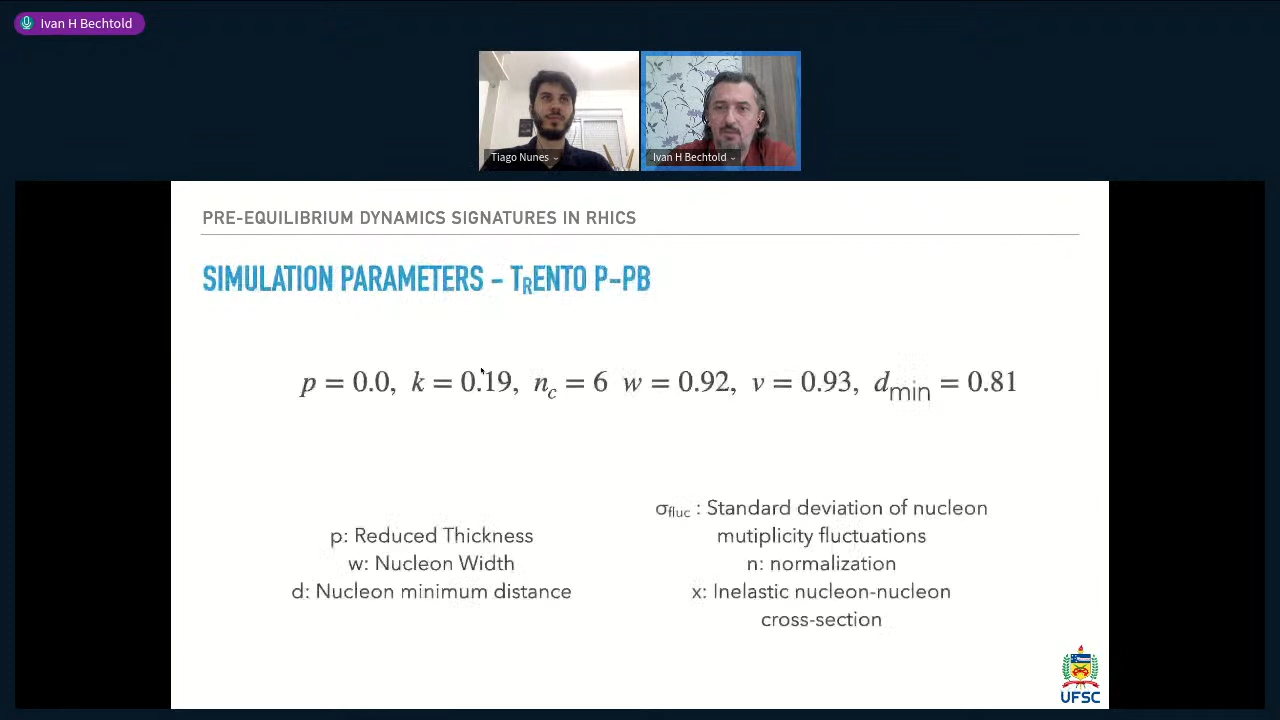 Ivan H Bechtold
Tiago Nunes
Ivan H Bechtold
PRE-EQUILIBRIUM DYNAMICS SIGNATURES IN RHICS
SIMULATION PARAMETERS - TRENTO P-PB
p = 0.0, k = 0.19, n_c = 6 w = 0.92, v = 0.93, d_min = 0.81
p: Reduced Thickness
w: Nucleon Width
d: Nucleon minimum distance
σfluc : Standard deviation of nucleon
mutiplicity fluctuations
n: normalization
x: Inelastic nucleon-nucleon
cross-section
UFSC